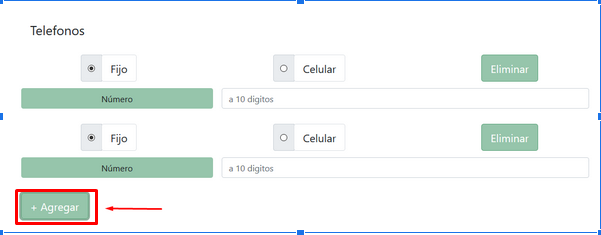 Telefonos
Fijo Celular Eliminar
Número a 10 digitos
Fijo Celular Eliminar
Número a 10 digitos
+ Agregar